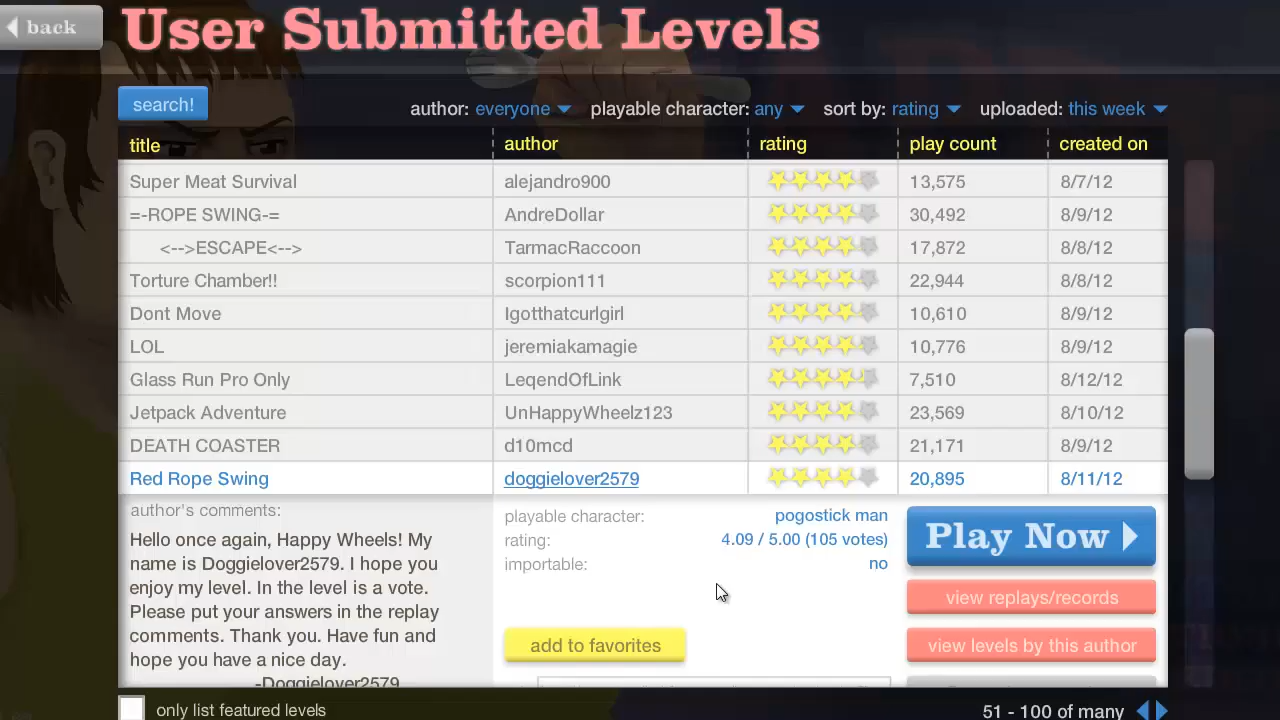 back
User Submitted Levels
search!
author: everyone playable character: any sort by: rating uploaded: this week
title author rating play count created on
Super Meat Survival alejandro900 13,575 8/7/12
=-ROPE SWING-= AndreDollar 30,492 8/9/12
<-->ESCAPE<--> TarmacRaccoon 17,872 8/8/12
Torture Chamber!! scorpion111 22,944 8/8/12
Dont Move Igotthatcurlgirl 10,610 8/9/12
LOL jeremiakamagie 10,776 8/9/12
Glass Run Pro Only LeqendOfLink 7,510 8/12/12
Jetpack Adventure UnHappyWheelz123 23,569 8/10/12
DEATH COASTER d10mcd 21,171 8/9/12
Red Rope Swing doggielover2579 20,895 8/11/12
author's comments:
Hello once again, Happy Wheels! My
name is Doggielover2579. I hope you
enjoy my level. In the level is a vote.
Please put your answers in the replay
comments. Thank you. Have fun and
hope you have a nice day.
-Doggielover2579
playable character: pogostick man
rating: 4.09 / 5.00 (105 votes)
importable: no
add to favorites
Play Now
view replays/records
view levels by this author
only list featured levels
51 - 100 of many